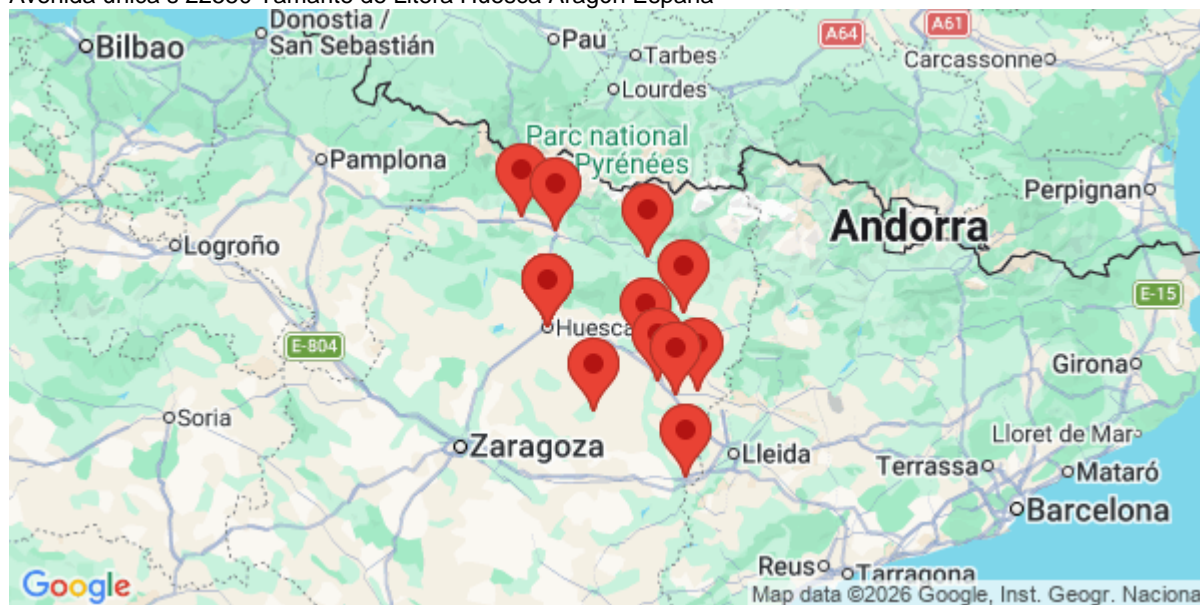 Donostia /
San Sebastián
Bilbao
Pau
Tarbes
A64
A61
Carcassonne
Lourdes
Parc national
Pyrénées
Pamplona
Perpignan
Andorra
Logroño
E-15
Huesca
E-804
Girona
Soria
Zaragoza
Lleida
Lloret de Mar
Terrassa
Mataró
Barcelona
Reus
Tarragona
Google
Map data ©2026 Google, Inst. Geogr. Naciona